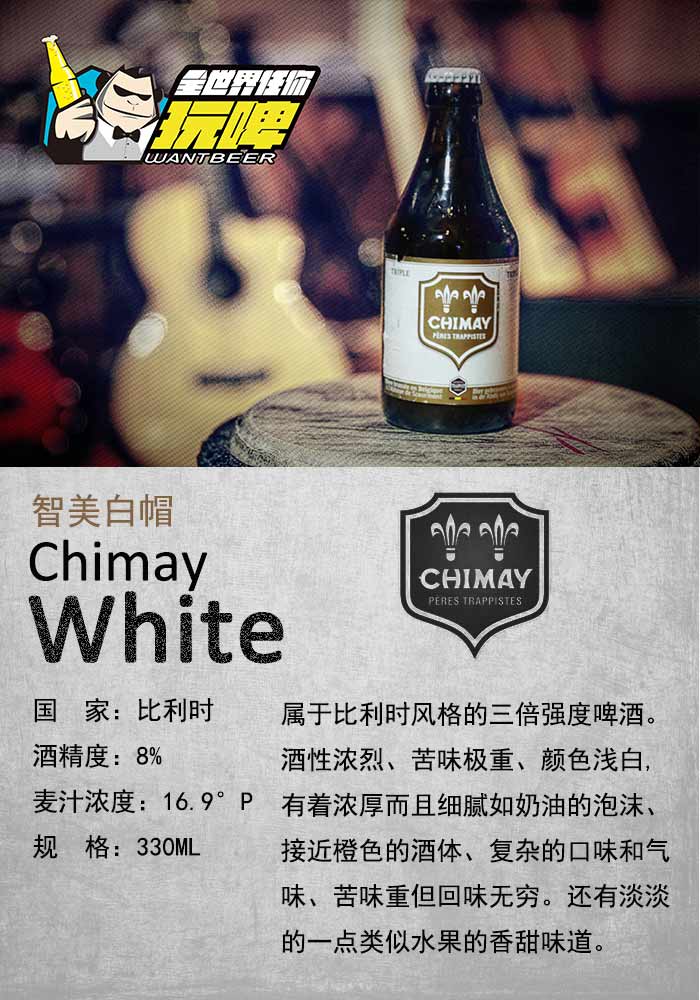 全世界任你
玩啤
WANTBEER
TRIPLE
CHIMAY
PÈRES TRAPPISTES
智美白帽
Chimay
White
CHIMAY
PÈRES TRAPPISTES
国 家：比利时
酒精度：8%
麦汁浓度：16.9°P
规 格：330ML
属于比利时风格的三倍强度啤酒。
酒性浓烈、苦味极重、颜色浅白，
有着浓厚而且细腻如奶油的泡沫、
接近橙色的酒体、复杂的口味和气
味、苦味重但回味无穷。还有淡淡
的一点类似水果的香甜味道。